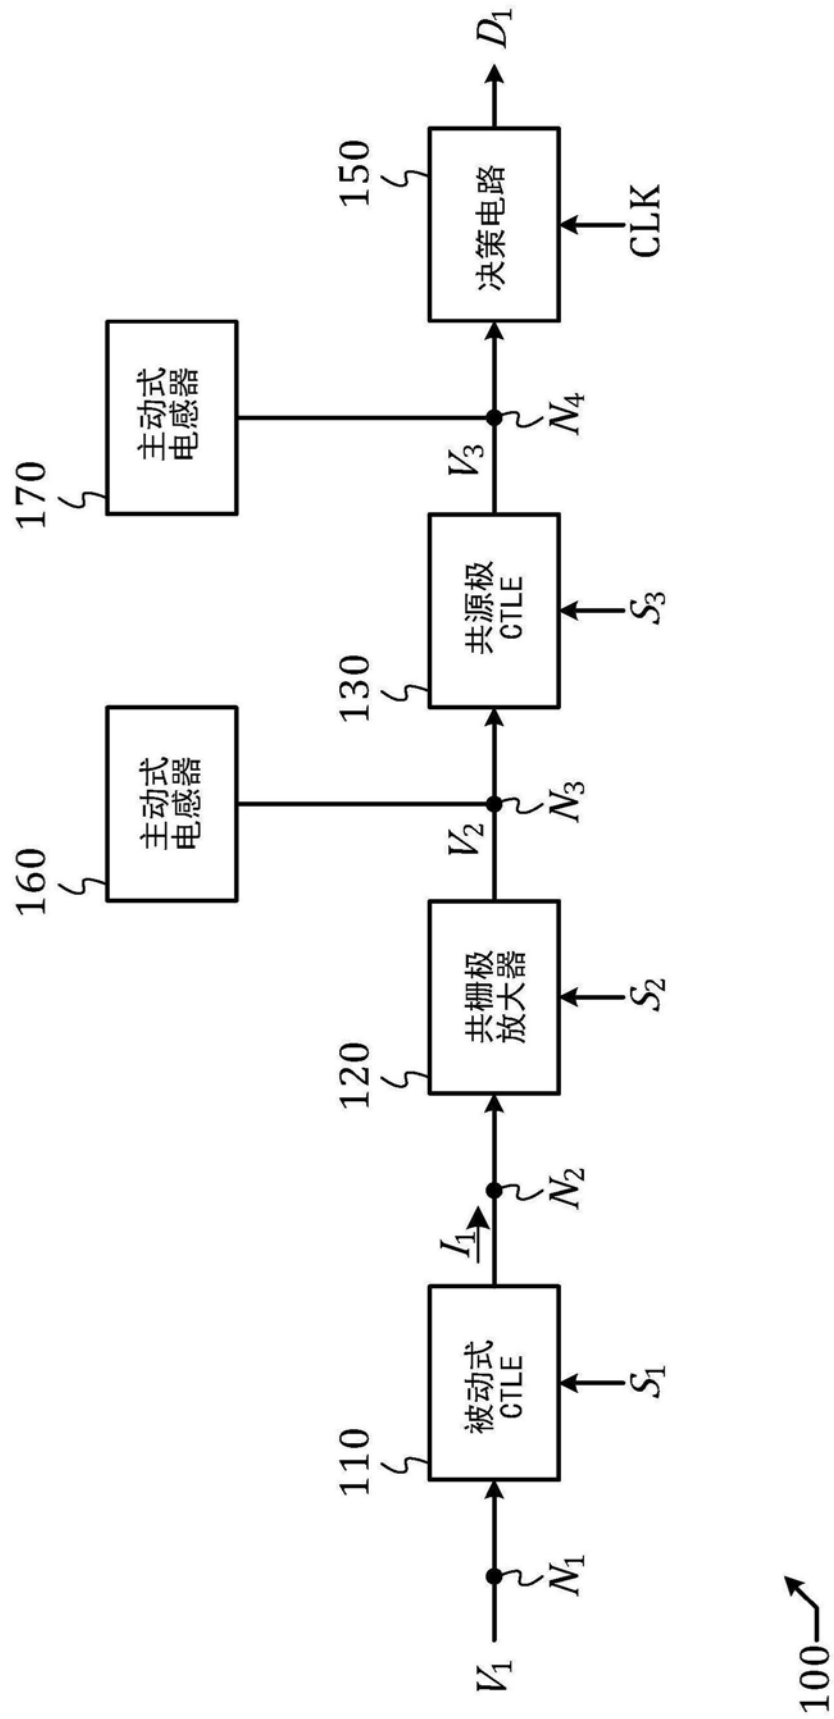 170
主动式
电感器
160
主动式
电感器
150
决策电路
D1
CLK
V3
N4
130
共源极
CTLE
S3
V2
N3
120
共栅极
放大器
S2
I1
N2
110
被动式
CTLE
S1
V1
N1
100